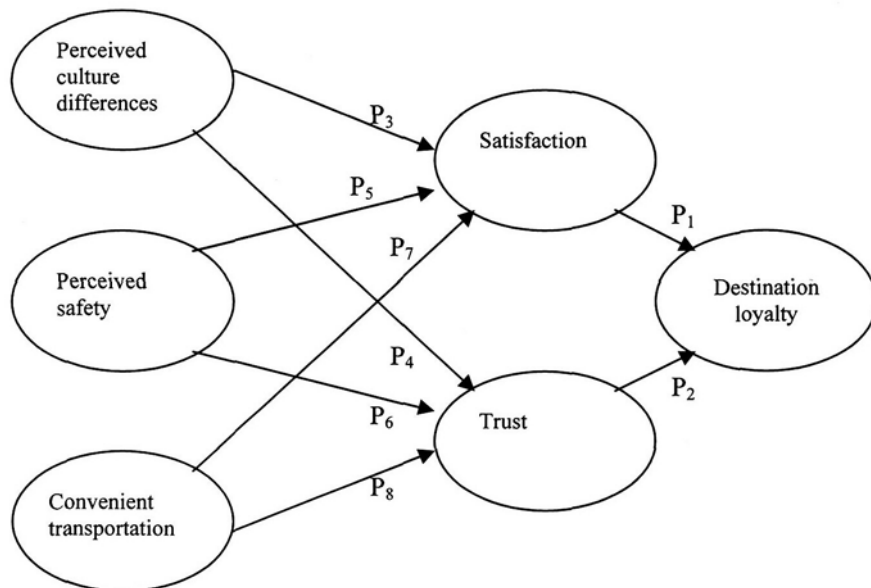 Perceived
culture
differences
P3
Satisfaction
P5
P1
P7
Perceived
safety
Destination
loyalty
P4
P2
P6
Trust
P8
Convenient
transportation